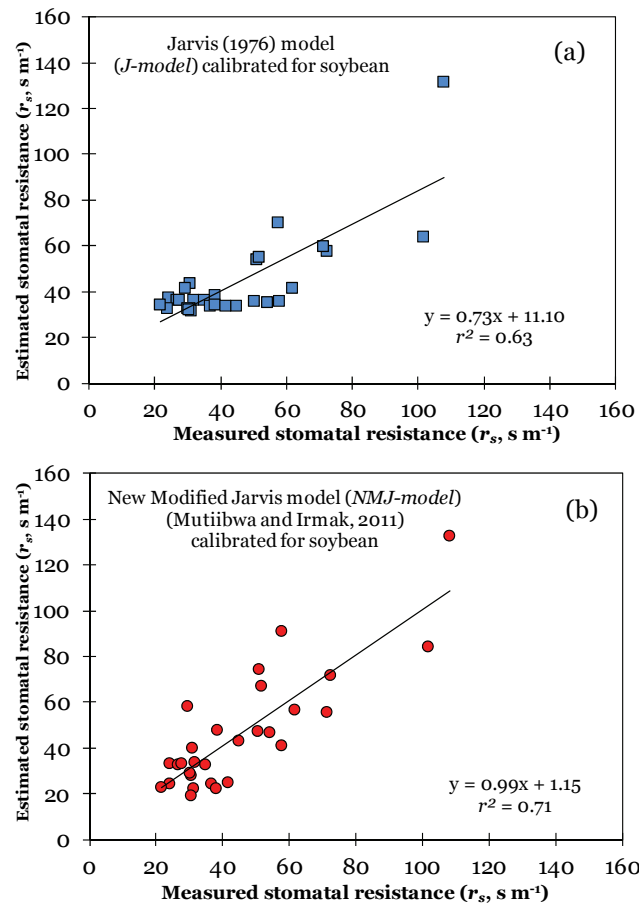 160
140
120
100
80
60
40
20
0
Estimated stomatal resistance (rs, s m-1)
Jarvis (1976) model
(J-model) calibrated for soybean
(a)
y = 0.73x + 11.10
r² = 0.63
0 20 40 60 80 100 120 140 160
Measured stomatal resistance (rs, s m-1)
160
140
120
100
80
60
40
20
0
Estimated stomatal resistance (rs, s m-1)
New Modified Jarvis model (NMJ-model)
(Mutiibwa and Irmak, 2011)
calibrated for soybean
(b)
y = 0.99x + 1.15
r² = 0.71
0 20 40 60 80 100 120 140 160
Measured stomatal resistance (rs, s m-1)